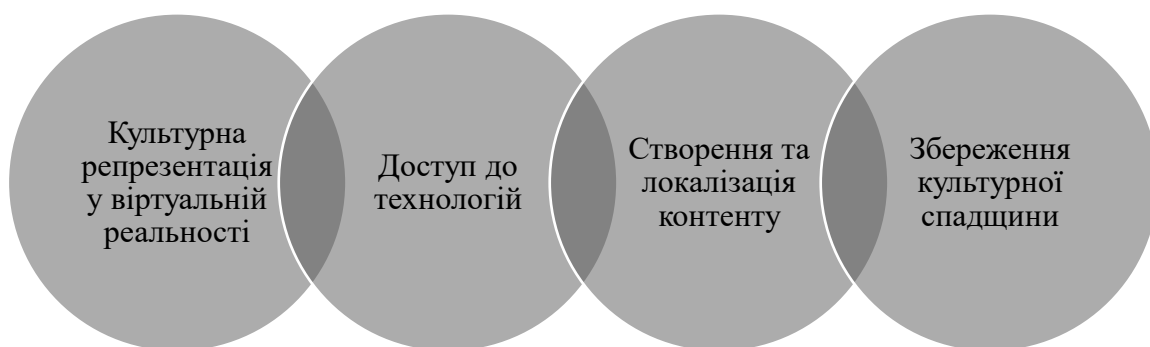 Культурна
репрезентація
у віртуальній
реальності
Доступ до
технологій
Створення та
локалізація
контенту
Збереження
культурної
спадщини